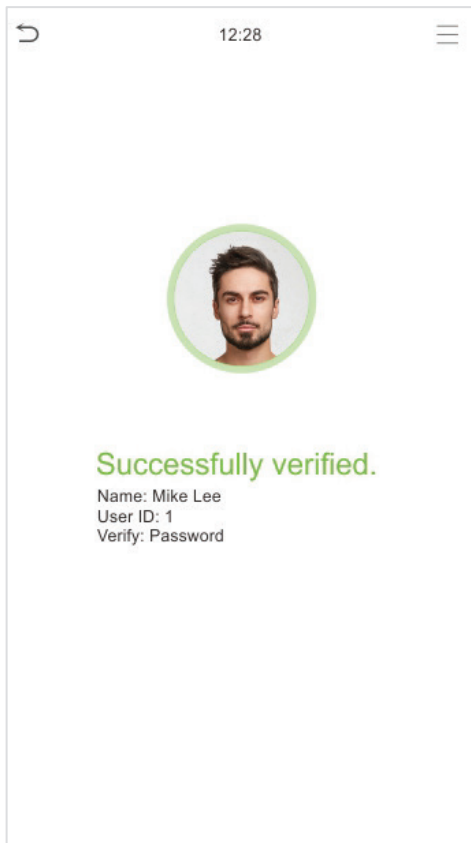 12:28
Successfully verified.
Name: Mike Lee
User ID: 1
Verify: Password